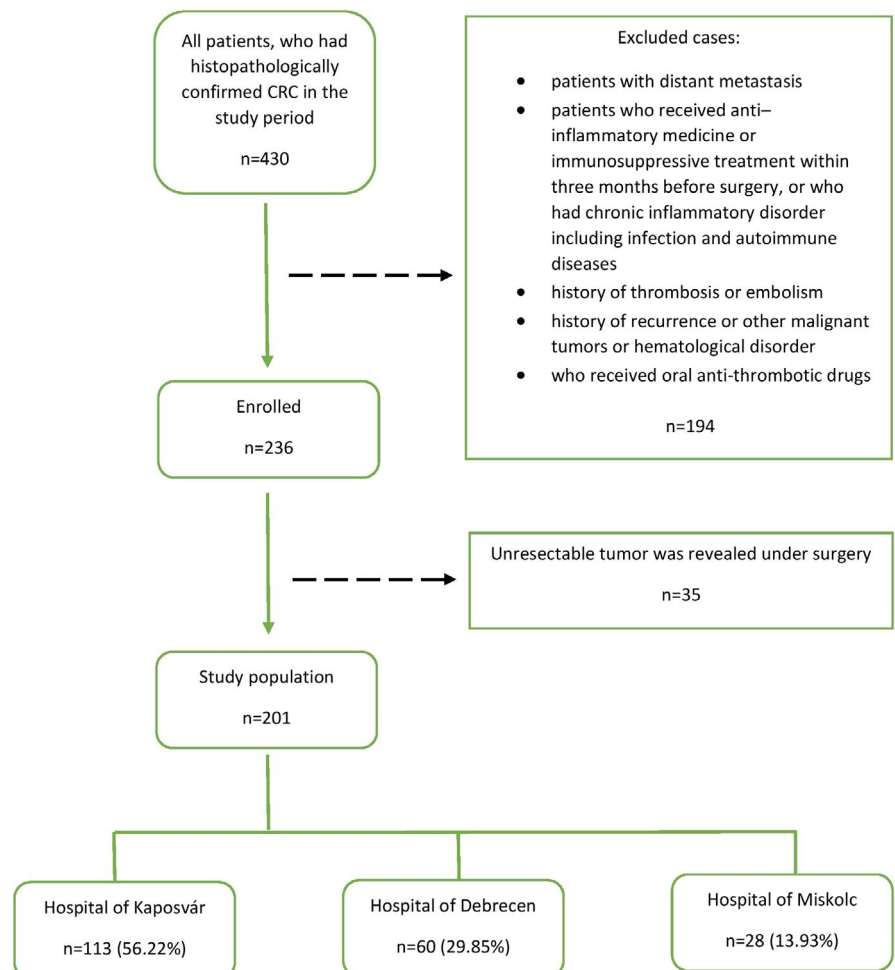 All patients, who had
histopathologically
confirmed CRC in the
study period
n=430
Excluded cases:
• patients with distant metastasis
• patients who received anti–
inflammatory medicine or
immunosuppressive treatment within
three months before surgery, or who
had chronic inflammatory disorder
including infection and autoimmune
diseases
• history of thrombosis or embolism
• history of recurrence or other malignant
tumors or hematological disorder
• who received oral anti-thrombotic drugs
n=194
Enrolled
n=236
Unresectable tumor was revealed under surgery
n=35
Study population
n=201
Hospital of Kaposvár
n=113 (56.22%)
Hospital of Debrecen
n=60 (29.85%)
Hospital of Miskolc
n=28 (13.93%)